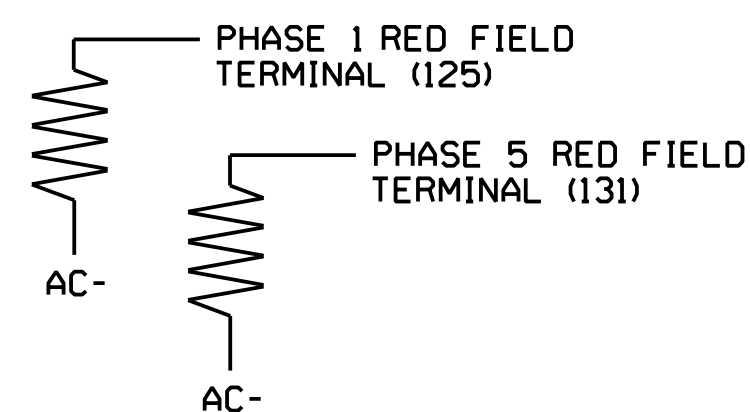 PHASE 1 RED FIELD
TERMINAL (125)
PHASE 5 RED FIELD
TERMINAL (131)
AC-
AC-